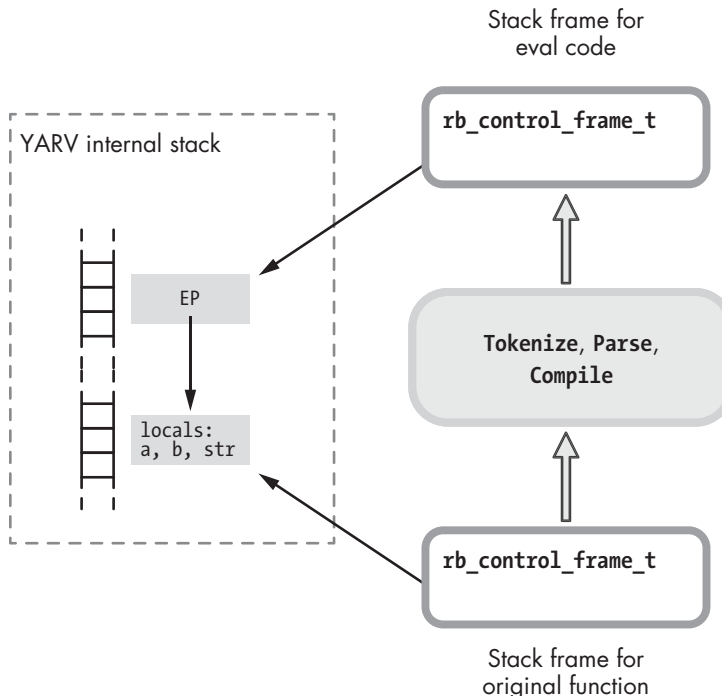 Stack frame for
eval code
rb_control_frame_t
YARV internal stack
EP
Tokenize, Parse,
Compile
locals:
a, b, str
rb_control_frame_t
Stack frame for
original function